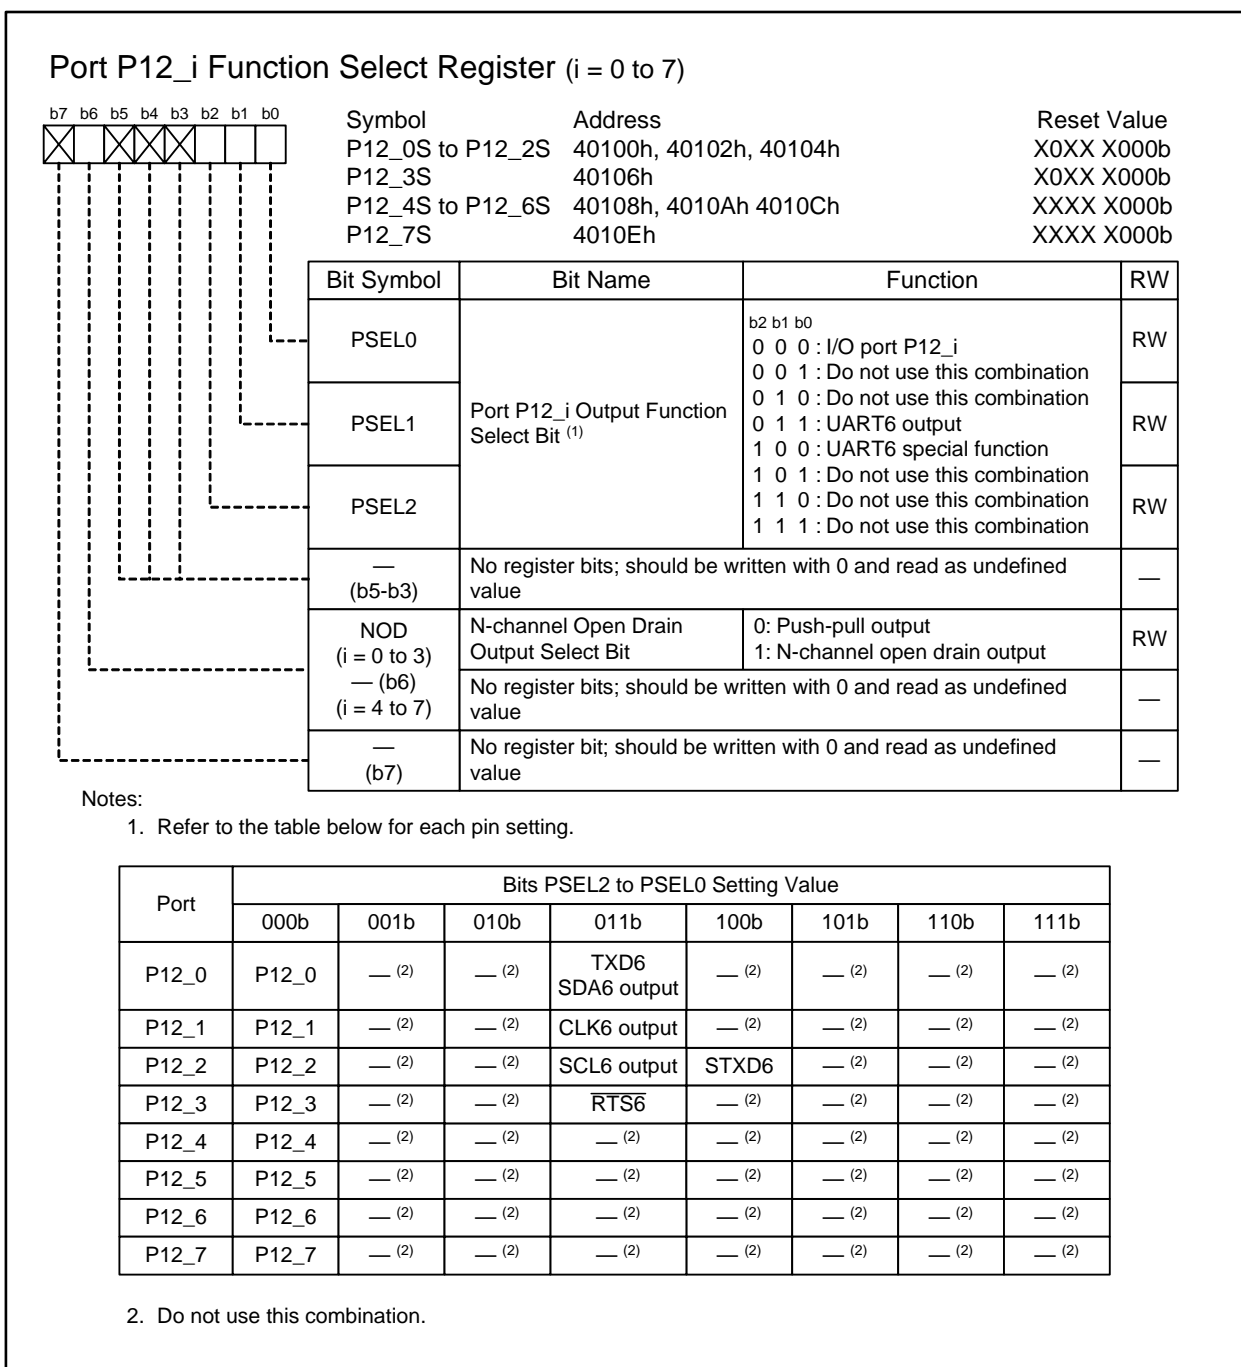 Port P12_i Function Select Register (i = 0 to 7)
b7 b6 b5 b4 b3 b2 b1 b0
Symbol Address Reset Value
P12_0S to P12_2S 40100h, 40102h, 40104h X0XX X000b
P12_3S 40106h X0XX X000b
P12_4S to P12_6S 40108h, 4010Ah 4010Ch XXXX X000b
P12_7S 4010Eh XXXX X000b
Bit Symbol Bit Name Function RW
PSEL0 RW
PSEL1 RW
PSEL2 RW
Port P12_i Output Function
Select Bit (1)
b2 b1 b0
0 0 0 : I/O port P12_i
0 0 1 : Do not use this combination
0 1 0 : Do not use this combination
0 1 1 : UART6 output
1 0 0 : UART6 special function
1 0 1 : Do not use this combination
1 1 0 : Do not use this combination
1 1 1 : Do not use this combination
—
(b5-b3)
No register bits; should be written with 0 and read as undefined
value
—
NOD
(i = 0 to 3)
— (b6)
(i = 4 to 7)
N-channel Open Drain
Output Select Bit
0: Push-pull output
1: N-channel open drain output
RW
No register bits; should be written with 0 and read as undefined
value
—
—
(b7)
No register bit; should be written with 0 and read as undefined
value
—
Notes:
1. Refer to the table below for each pin setting.
Port
Bits PSEL2 to PSEL0 Setting Value
000b 001b 010b 011b 100b 101b 110b 111b
P12_0 P12_0 — (2) — (2) TXD6 SDA6 output — (2) — (2) — (2) — (2)
P12_1 P12_1 — (2) — (2) CLK6 output — (2) — (2) — (2) — (2)
P12_2 P12_2 — (2) — (2) SCL6 output STXD6 — (2) — (2) — (2)
P12_3 P12_3 — (2) — (2) RTS6 — (2) — (2) — (2) — (2)
P12_4 P12_4 — (2) — (2) — (2) — (2) — (2) — (2) — (2)
P12_5 P12_5 — (2) — (2) — (2) — (2) — (2) — (2) — (2)
P12_6 P12_6 — (2) — (2) — (2) — (2) — (2) — (2) — (2)
P12_7 P12_7 — (2) — (2) — (2) — (2) — (2) — (2) — (2)
2. Do not use this combination.